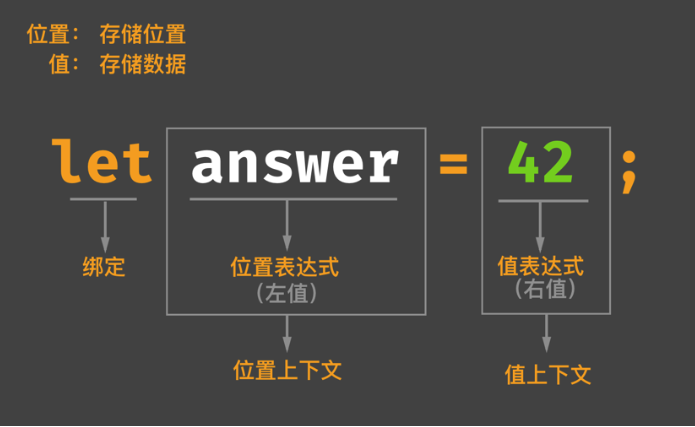 位置： 存储位置
值： 存储数据
let answer = 42 ;
绑定 位置表达式 值表达式
（左值） （右值）
位置上下文 值上下文